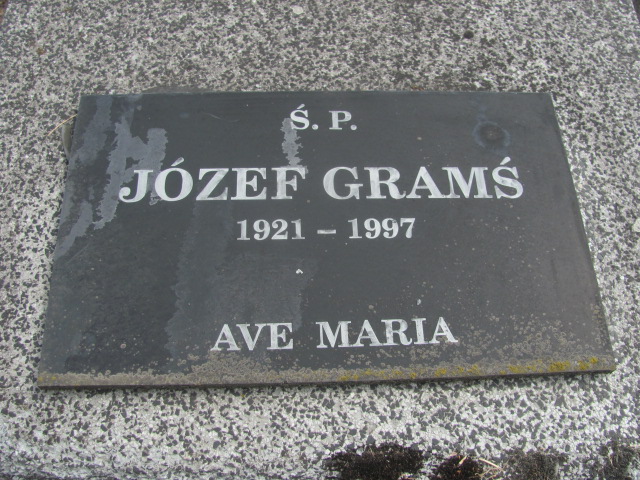 Ś. P.
JÓZEF GRAMŚ
1921 – 1997
AVE MARIA